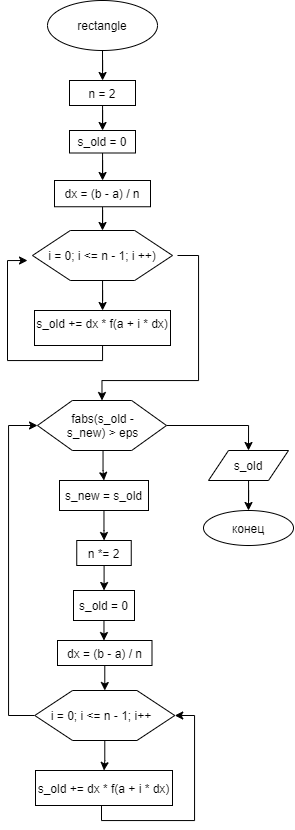 rectangle
n = 2
s_old = 0
dx = (b - a) / n
i = 0; i <= n - 1; i ++)
s_old += dx * f(a + i * dx)
fabs(s_old -
s_new) > eps
s_old
s_new = s_old
конец
n *= 2
s_old = 0
dx = (b - a) / n
i = 0; i <= n - 1; i++
s_old += dx * f(a + i * dx)